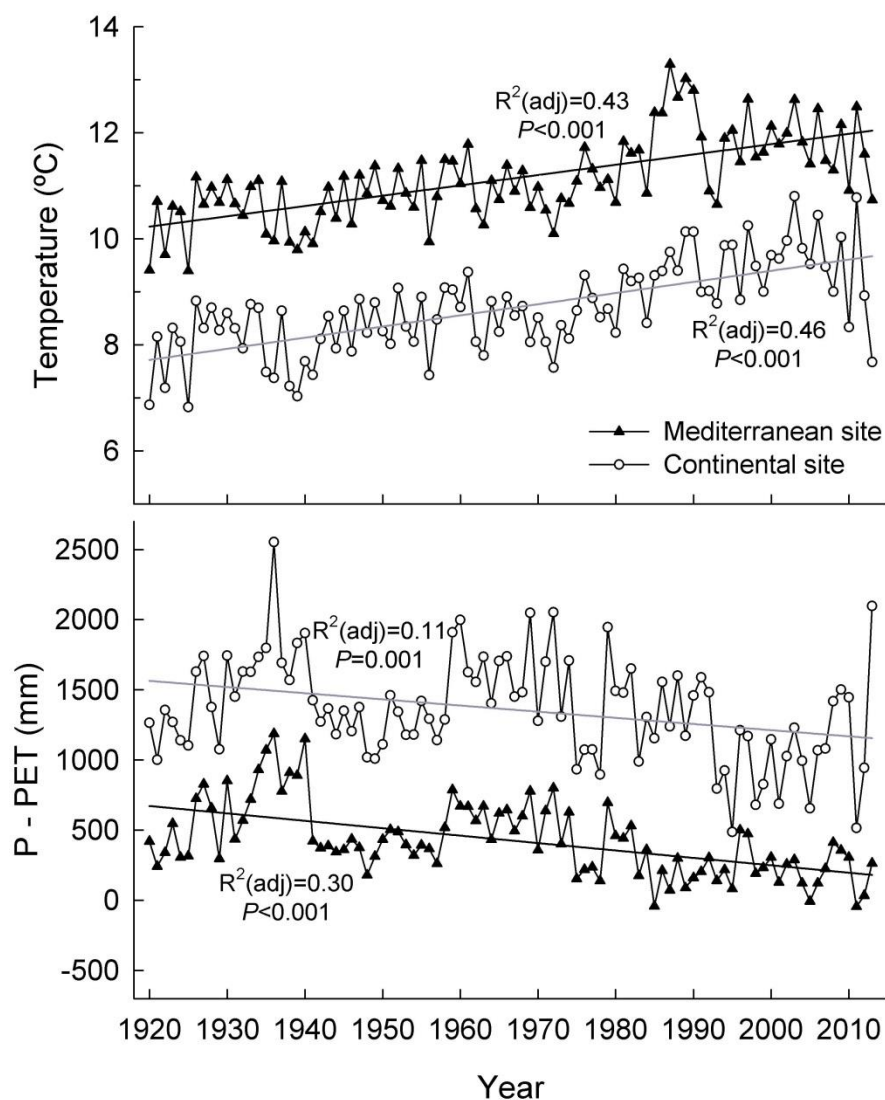 14
12
10
8
6
Temperature (ºC)
R²(adj)=0.43
P<0.001
R²(adj)=0.46
P<0.001
Mediterranean site
Continental site
2500
2000
1500
1000
500
0
-500
P - PET (mm)
R²(adj)=0.11
P=0.001
R²(adj)=0.30
P<0.001
1920 1930 1940 1950 1960 1970 1980 1990 2000 2010
Year